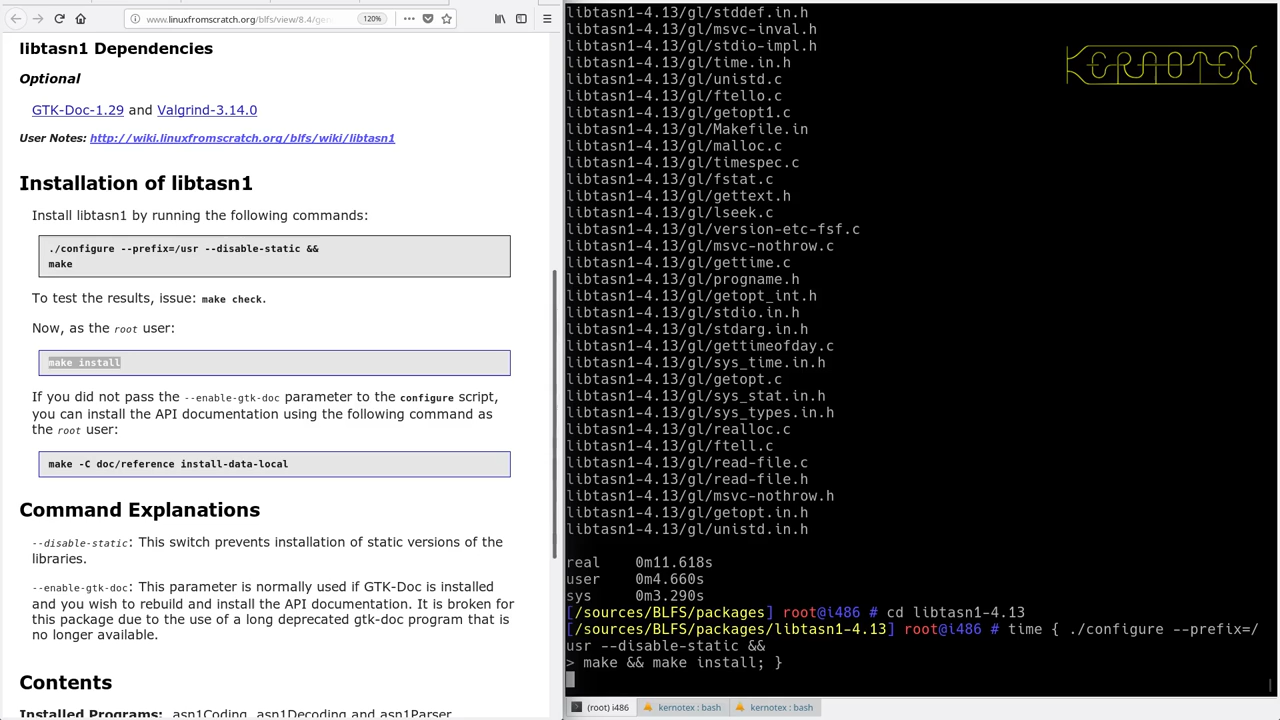 www.linuxfromscratch.org/blfs/view/8.4/gen
120%
libtasn1 Dependencies
Optional
GTK-Doc-1.29 and Valgrind-3.14.0
User Notes: http://wiki.linuxfromscratch.org/blfs/wiki/libtasn1
Installation of libtasn1
Install libtasn1 by running the following commands:
./configure --prefix=/usr --disable-static &&
make
To test the results, issue: make check.
Now, as the root user:
make install
If you did not pass the --enable-gtk-doc parameter to the configure script,
you can install the API documentation using the following command as
the root user:
make -C doc/reference install-data-local
Command Explanations
--disable-static: This switch prevents installation of static versions of the
libraries.
--enable-gtk-doc: This parameter is normally used if GTK-Doc is installed
and you wish to rebuild and install the API documentation. It is broken for
this package due to the use of a long deprecated gtk-doc program that is
no longer available.
Contents
Installed Programs: asn1Coding, asn1Decoding and asn1Parser
libtasn1-4.13/gl/stddef.in.h
libtasn1-4.13/gl/msvc-inval.h
libtasn1-4.13/gl/stdio-impl.h
libtasn1-4.13/gl/time.in.h
libtasn1-4.13/gl/unistd.c
libtasn1-4.13/gl/ftello.c
libtasn1-4.13/gl/getopt1.c
libtasn1-4.13/gl/Makefile.in
libtasn1-4.13/gl/malloc.c
libtasn1-4.13/gl/timespec.c
libtasn1-4.13/gl/fstat.c
libtasn1-4.13/gl/gettext.h
libtasn1-4.13/gl/lseek.c
libtasn1-4.13/gl/version-etc-fsf.c
libtasn1-4.13/gl/msvc-nothrow.c
libtasn1-4.13/gl/gettime.c
libtasn1-4.13/gl/progname.h
libtasn1-4.13/gl/getopt_int.h
libtasn1-4.13/gl/stdio.in.h
libtasn1-4.13/gl/stdarg.in.h
libtasn1-4.13/gl/gettimeofday.c
libtasn1-4.13/gl/sys_time.in.h
libtasn1-4.13/gl/getopt.c
libtasn1-4.13/gl/sys_stat.in.h
libtasn1-4.13/gl/sys_types.in.h
libtasn1-4.13/gl/realloc.c
libtasn1-4.13/gl/ftell.c
libtasn1-4.13/gl/read-file.c
libtasn1-4.13/gl/read-file.h
libtasn1-4.13/gl/msvc-nothrow.h
libtasn1-4.13/gl/getopt.in.h
libtasn1-4.13/gl/unistd.in.h
real 0m11.618s
user 0m4.660s
sys 0m3.290s
[/sources/BLFS/packages] root@i486 # cd libtasn1-4.13
[/sources/BLFS/packages/libtasn1-4.13] root@i486 # time { ./configure --prefix=/
usr --disable-static &&
> make && make install; }
KERNOTEX
(root) i486
kernotex : bash
kernotex : bash